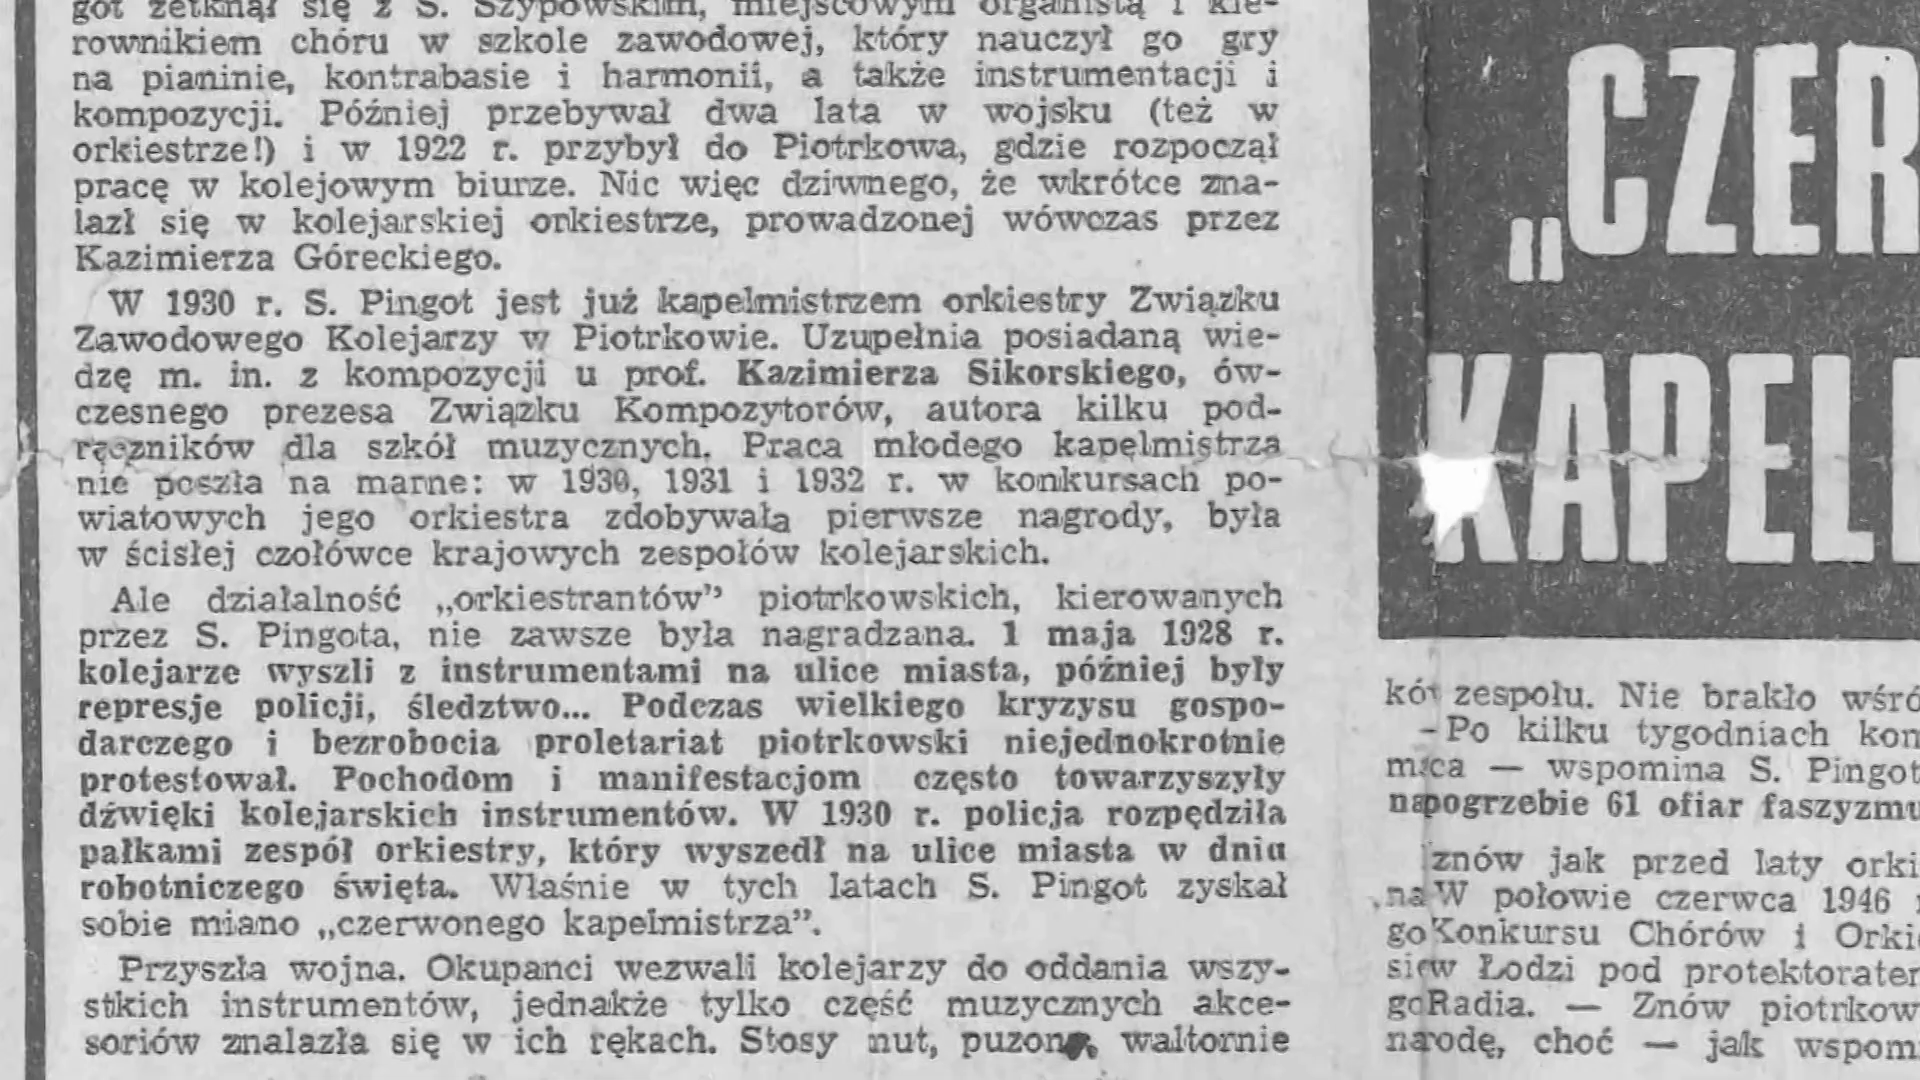 got zetknął się z S. Szypowskim, miejscowym organistą i kie-
rownikiem chóru w szkole zawodowej, który nauczył go gry
na pianinie, kontrabasie i harmonii, a także instrumentacji i
kompozycji. Później przebywał dwa lata w wojsku (też w
orkiestrze!) i w 1922 r. przybył do Piotrkowa, gdzie rozpoczął
pracę w kolejowym biurze. Nic więc dziwnego, że wkrótce zna-
lazł się w kolejarskiej orkiestrze, prowadzonej wówczas przez
Kazimierza Góreckiego.
W 1930 r. S. Pingot jest już kapelmistrzem orkiestry Związku
Zawodowego Kolejarzy w Piotrkowie. Uzupełnia posiadaną wie-
dzę m. in. z kompozycji u prof. Kazimierza Sikorskiego, ów-
czesnego prezesa Związku Kompozytorów, autora kilku pod-
ręczników dla szkół muzycznych. Praca młodego kapelmistrza
nie poszła na marne: w 1930, 1931 i 1932 r. w konkursach po-
wiatowych jego orkiestra zdobywała pierwsze nagrody, była
w ścisłej czołówce krajowych zespołów kolejarskich.
Ale działalność „orkiestrantów” piotrkowskich, kierowanych
przez S. Pingota, nie zawsze była nagradzana. 1 maja 1928 r.
kolejarze wyszli z instrumentami na ulice miasta, później były
represje policji, śledztwo... Podczas wielkiego kryzysu gospo-
darczego i bezrobocia proletariat piotrkowski niejednokrotnie
protestował. Pochodom i manifestacjom często towarzyszyły
dźwięki kolejarskich instrumentów. W 1930 r. policja rozpędziła
pałkami zespół orkiestry, który wyszedł na ulice miasta w dniu
robotniczego święta. Właśnie w tych latach S. Pingot zyskał
sobie miano „czerwonego kapelmistrza”.
Przyszła wojna. Okupanci wezwali kolejarzy do oddania wszy-
stkich instrumentów, jednakże tylko część muzycznych akce-
soriów znalazła się w ich rękach. Stosy nut, puzony, waltornie
„CZER
KAPEL
zespołu. Nie brakło wśró
Po kilku tygodniach kon
— wspomina S. Pingot
pogrzebie 61 ofiar faszyzmu
znów jak przed laty orki
W połowie czerwca 1946
Konkursu Chórów i Orkie
w Łodzi pod protektoratem
Radia. — Znów piotrkow
choć — jak wspom